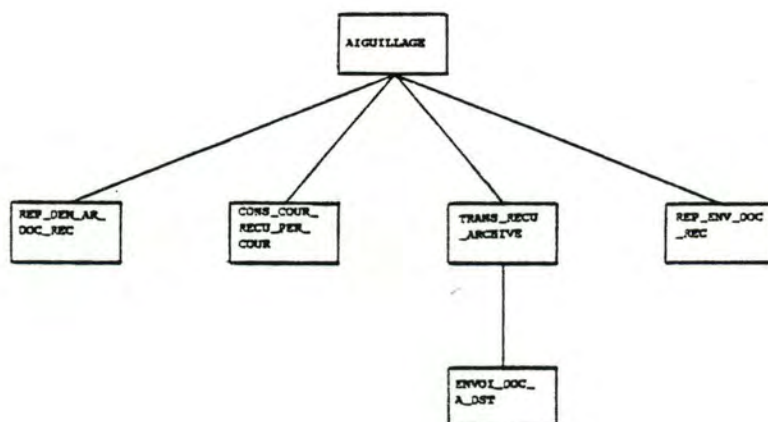 AIGUILLAGE
REP_DEM_AR_
DOC_REC
CONS_COUR_
RECU_PER_
COUR
TRANS_RECU
_ARCHIVE
REP_ENV_DOC
_REC
ENVOI_DOC_
A_DST